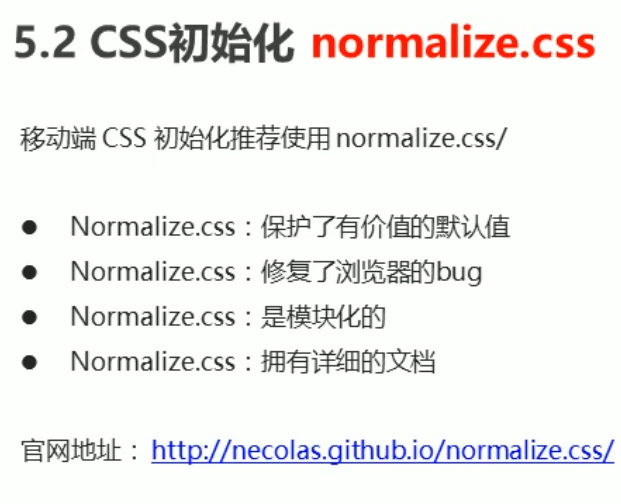 5.2 CSS初始化 normalize.css
移动端 CSS 初始化推荐使用 normalize.css/
● Normalize.css：保护了有价值的默认值
● Normalize.css：修复了浏览器的bug
● Normalize.css：是模块化的
● Normalize.css：拥有详细的文档
官网地址： http://necolas.github.io/normalize.css/